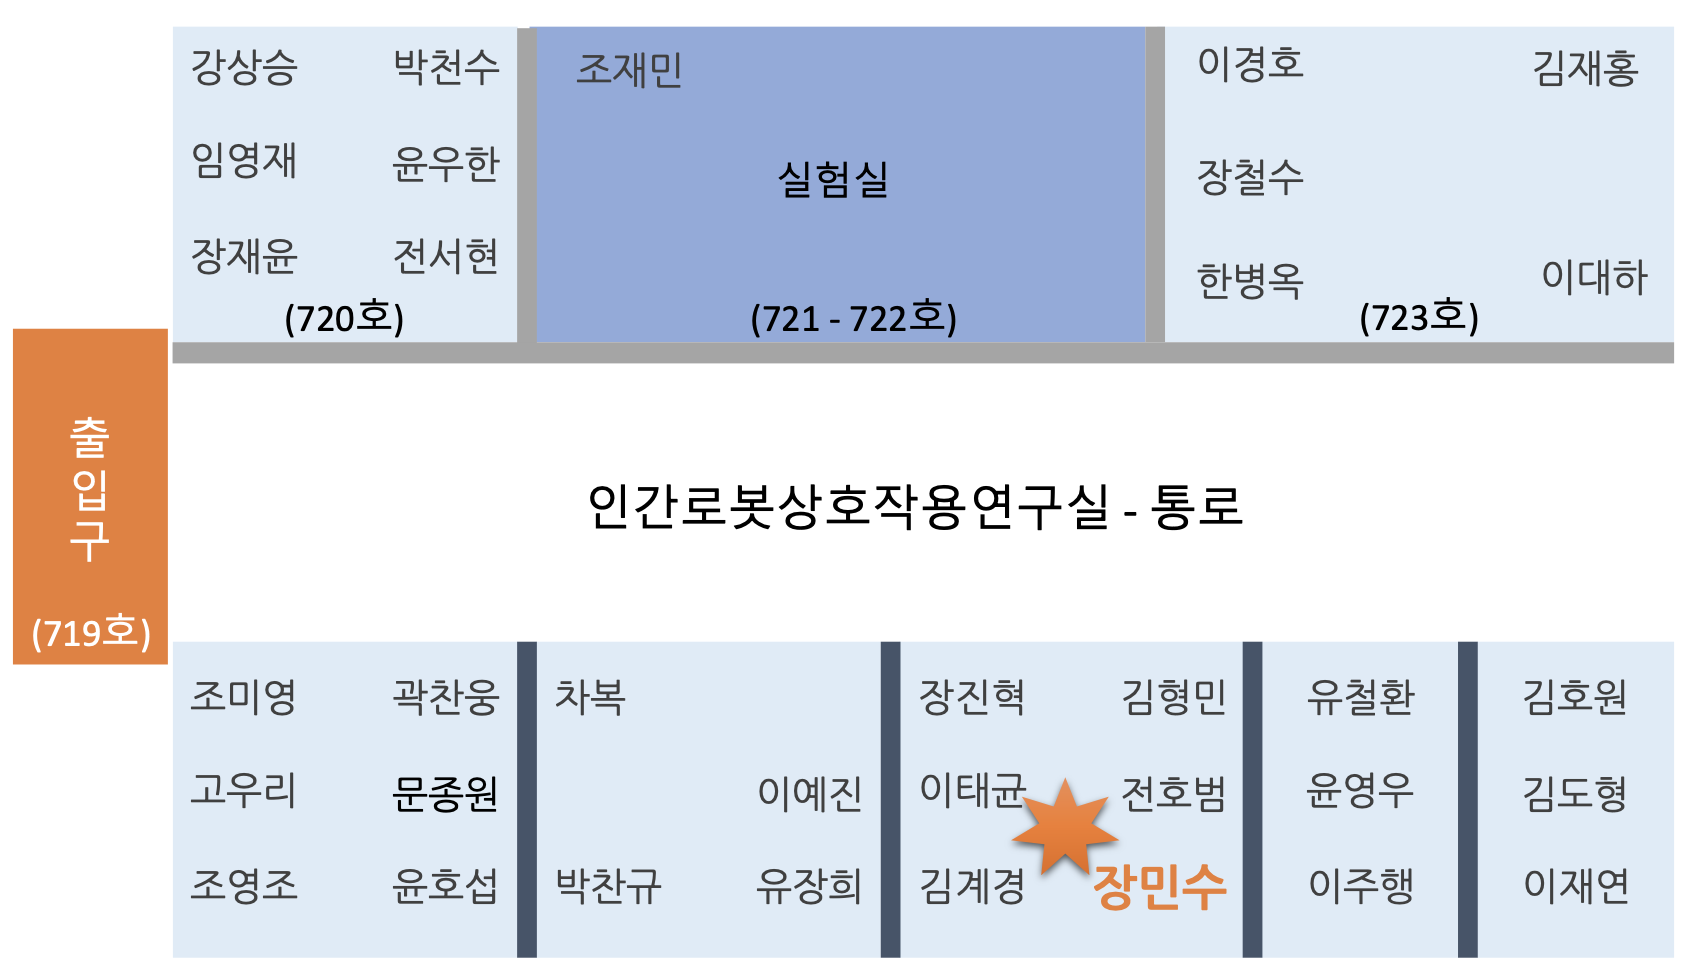 강상승 박천수
임영재 윤우한
장재윤 전서현
(720호)
조재민
실험실
(721 - 722호)
이경호 김재홍
장철수
한병옥 이대하
(723호)
출
입
구
(719호)
인간로봇상호작용연구실 - 통로
조미영 곽찬웅
고우리 문종원
조영조 윤호섭
차복
이예진
박찬규 유장희
장진혁 김형민
이태균 전호범
김계경 장민수
유철환
윤영우
이주행
김호원
김도형
이재연